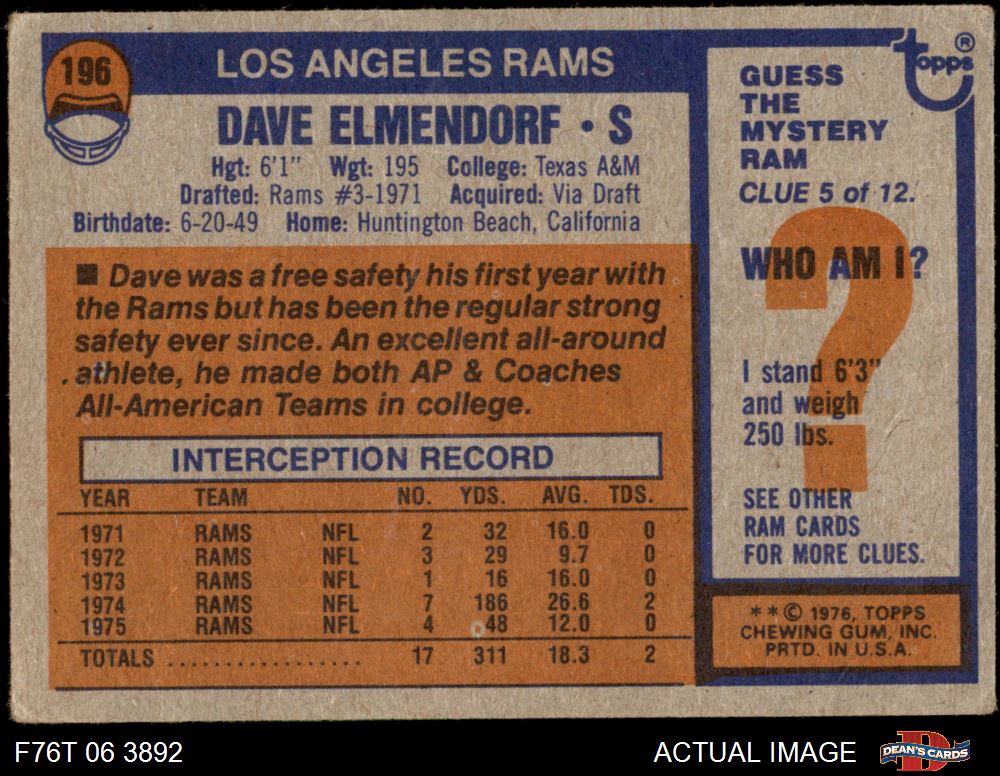 196
LOS ANGELES RAMS
DAVE ELMENDORF • S
Hgt: 6'1" Wgt: 195 College: Texas A&M
Drafted: Rams #3-1971 Acquired: Via Draft
Birthdate: 6-20-49 Home: Huntington Beach, California
■ Dave was a free safety his first year with
the Rams but has been the regular strong
safety ever since. An excellent all-around
athlete, he made both AP & Coaches
All-American Teams in college.
INTERCEPTION RECORD
YEAR TEAM NO. YDS. AVG. TDS.
1971 RAMS NFL 2 32 16.0 0
1972 RAMS NFL 3 29 9.7 0
1973 RAMS NFL 1 16 16.0 0
1974 RAMS NFL 7 186 26.6 2
1975 RAMS NFL 4 48 12.0 0
TOTALS .................. 17 311 18.3 2
topps ®
GUESS
THE
MYSTERY
RAM
CLUE 5 of 12.
WHO AM I?
?
I stand 6'3"
and weigh
250 lbs.
SEE OTHER
RAM CARDS
FOR MORE CLUES.
**© 1976, TOPPS
CHEWING GUM, INC.
PRTD. IN U.S.A.
F76T 06 3892
ACTUAL IMAGE
D
DEAN'S CARDS